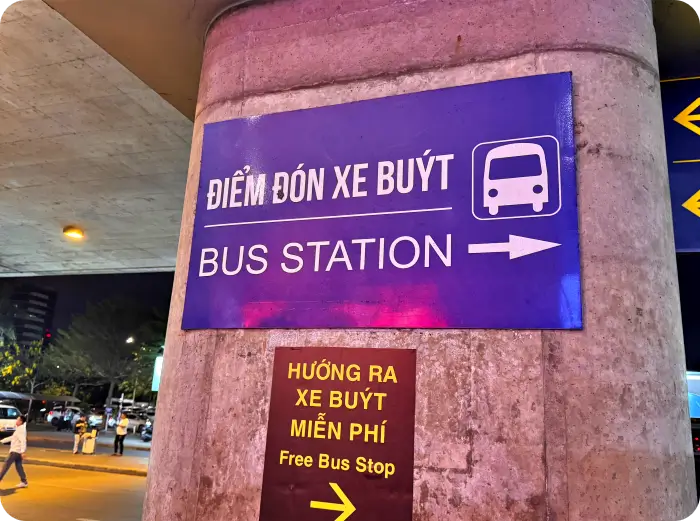 ĐIỂM ĐÓN XE BUÝT
BUS STATION
HƯỚNG RA
XE BUÝT
MIỄN PHÍ
Free Bus Stop